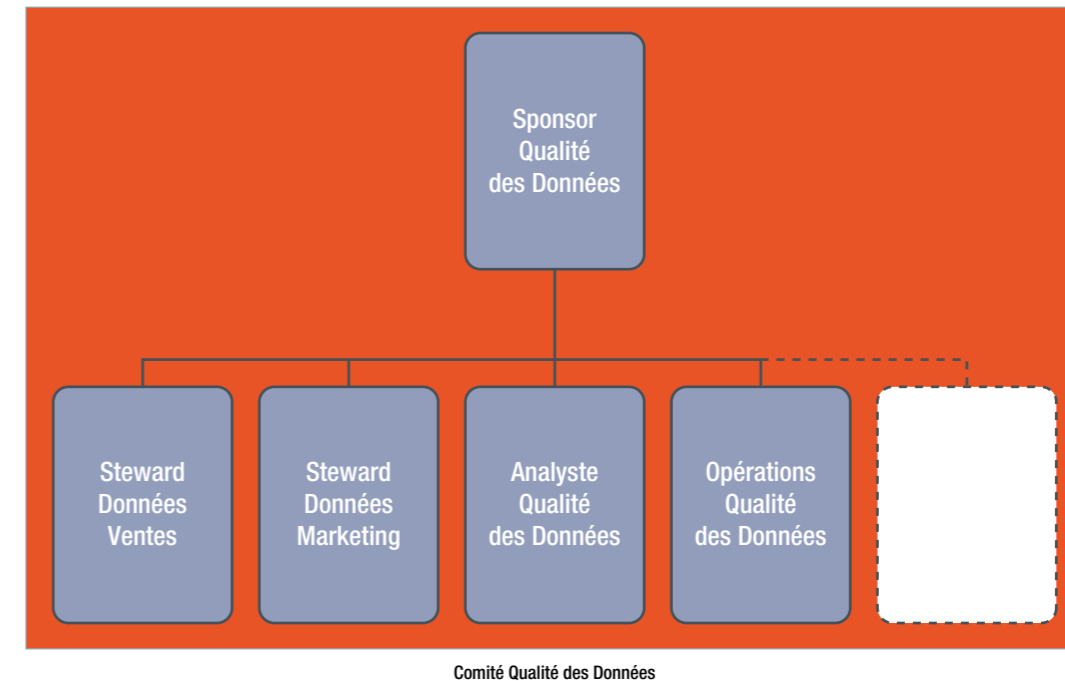 Sponsor
Qualité
des Données
Steward
Données
Ventes
Steward
Données
Marketing
Analyste
Qualité
des Données
Opérations
Qualité
des Données
Comité Qualité des Données